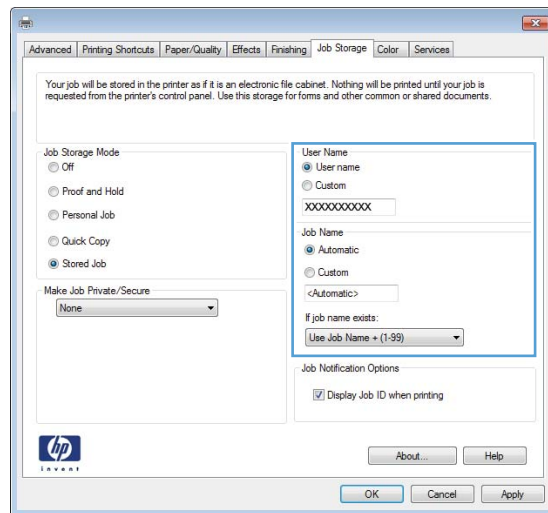 Advanced
Printing Shortcuts
Paper/Quality
Effects
Finishing
Job Storage
Color
Services
Your job will be stored in the printer as if it is an electronic file cabinet. Nothing will be printed until your job is
requested from the printer's control panel. Use this storage for forms and other common or shared documents.
Job Storage Mode
Off
Proof and Hold
Personal Job
Quick Copy
Stored Job
Make Job Private/Secure
None
User Name
User name
Custom
XXXXXXXXXX
Job Name
Automatic
Custom
<Automatic>
If job name exists:
Use Job Name + (1-99)
Job Notification Options
Display Job ID when printing
hp
invent
About...
Help
OK
Cancel
Apply